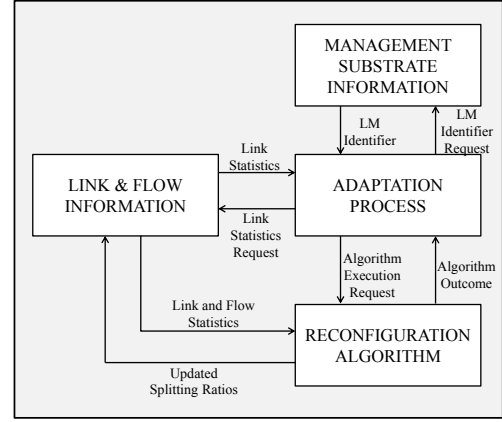 MANAGEMENT
SUBSTRATE
INFORMATION
LM
Identifier
LM
Identifier
Request
Link
Statistics
LINK & FLOW
INFORMATION
ADAPTATION
PROCESS
Link
Statistics
Request
Algorithm
Execution
Request
Algorithm
Outcome
Link and Flow
Statistics
RECONFIGURATION
ALGORITHM
Updated
Splitting Ratios